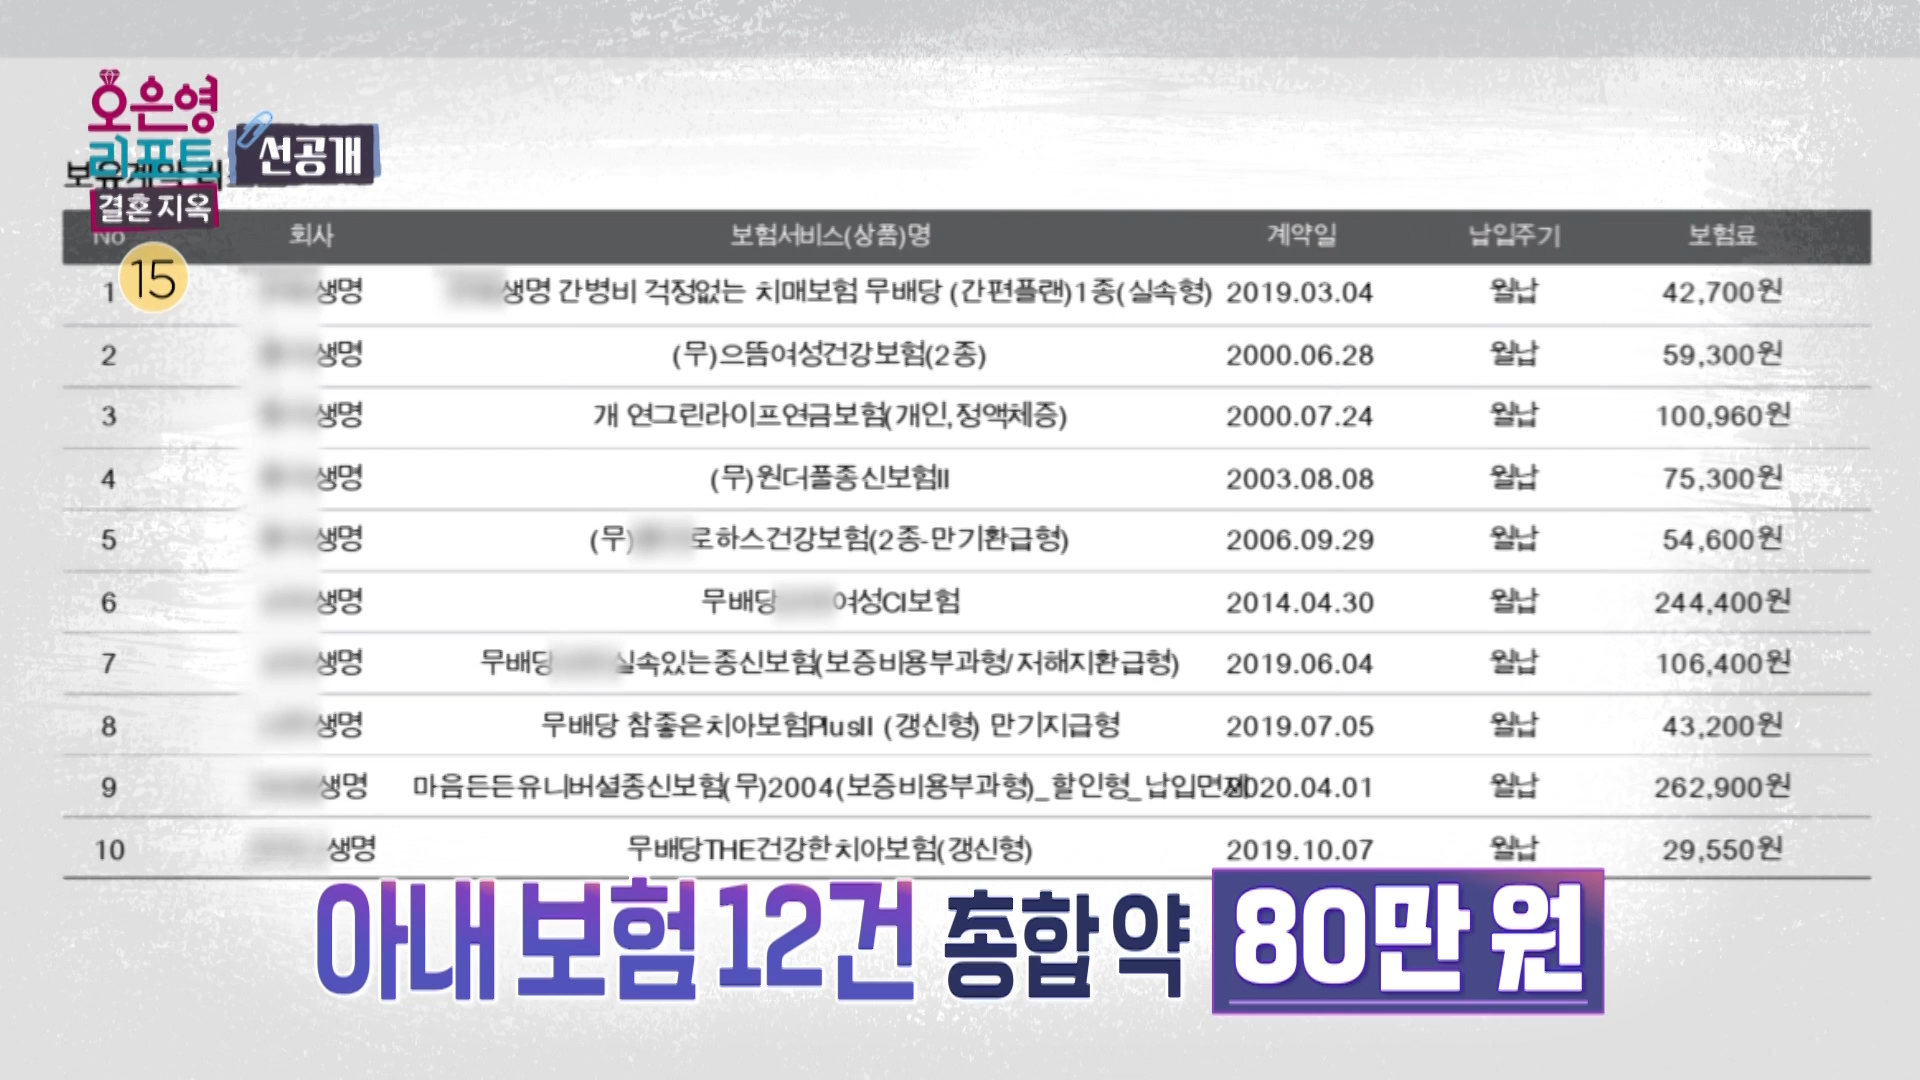 오은영
리포트
결혼 지옥
선공개
15
보유계약 리
No 회사 보험서비스(상품)명 계약일 납입주기 보험료
1 생명 생명 간병비 걱정없는 치매보험 무배당 (간편플랜)1종(실속형) 2019.03.04 월납 42,700원
2 생명 (무)으뜸여성건강보험(2종) 2000.06.28 월납 59,300원
3 생명 개 연그린라이프연금보험(개인,정액체증) 2000.07.24 월납 100,960원
4 생명 (무)원더풀종신보험II 2003.08.08 월납 75,300원
5 생명 (무) 로하스건강보험(2종-만기환급형) 2006.09.29 월납 54,600원
6 생명 무배당 여성CI보험 2014.04.30 월납 244,400원
7 생명 무배당 실속있는종신보험(보증비용부과형/저해지환급형) 2019.06.04 월납 106,400원
8 생명 무배당 참좋은치아보험PlusII (갱신형) 만기지급형 2019.07.05 월납 43,200원
9 생명 마음든든유니버셜종신보험(무)2004(보증비용부과형)_할인형_납입면제 2020.04.01 월납 262,900원
10 생명 무배당THE건강한치아보험(갱신형) 2019.10.07 월납 29,550원
아내 보험 12건 총합 약 80만 원